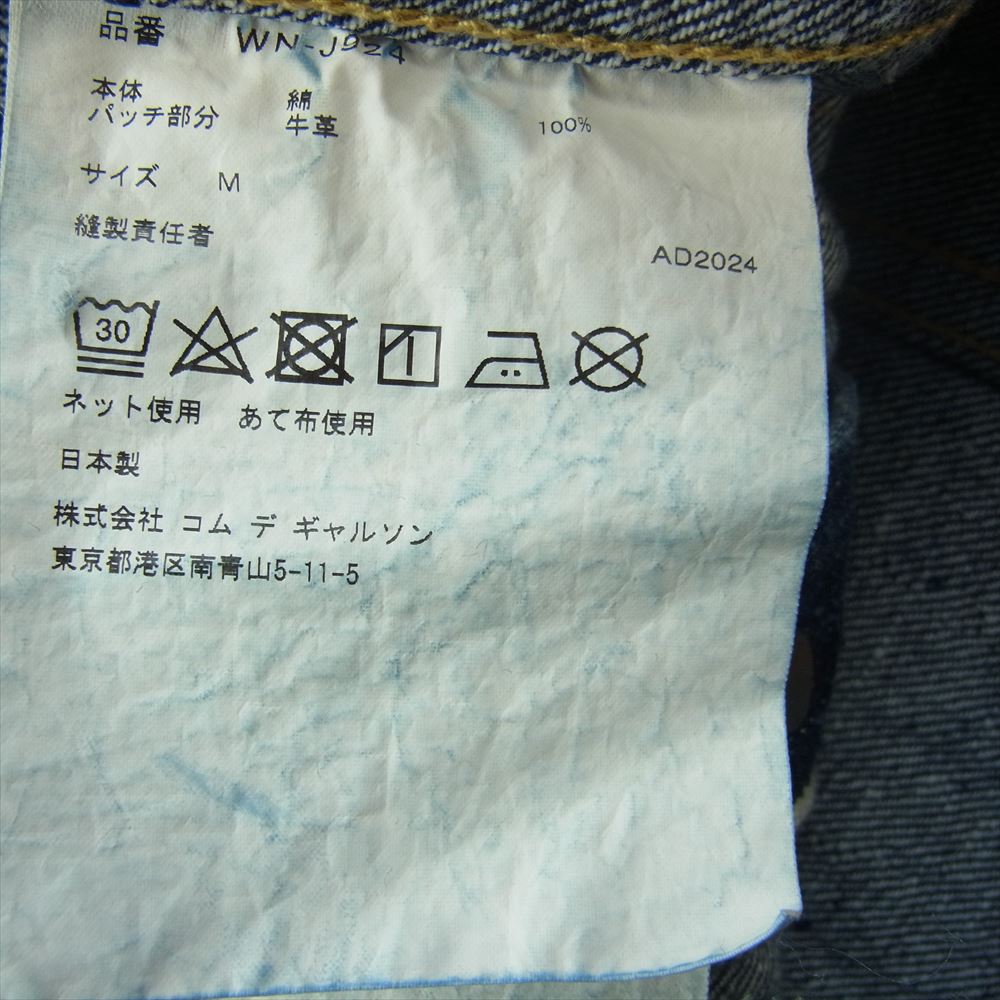 品番 WN-J924
本体 綿 100%
パッチ部分 牛革
サイズ M
縫製責任者 AD2024
30
ネット使用 あて布使用
日本製
株式会社 コム デ ギャルソン
東京都港区南青山5-11-5